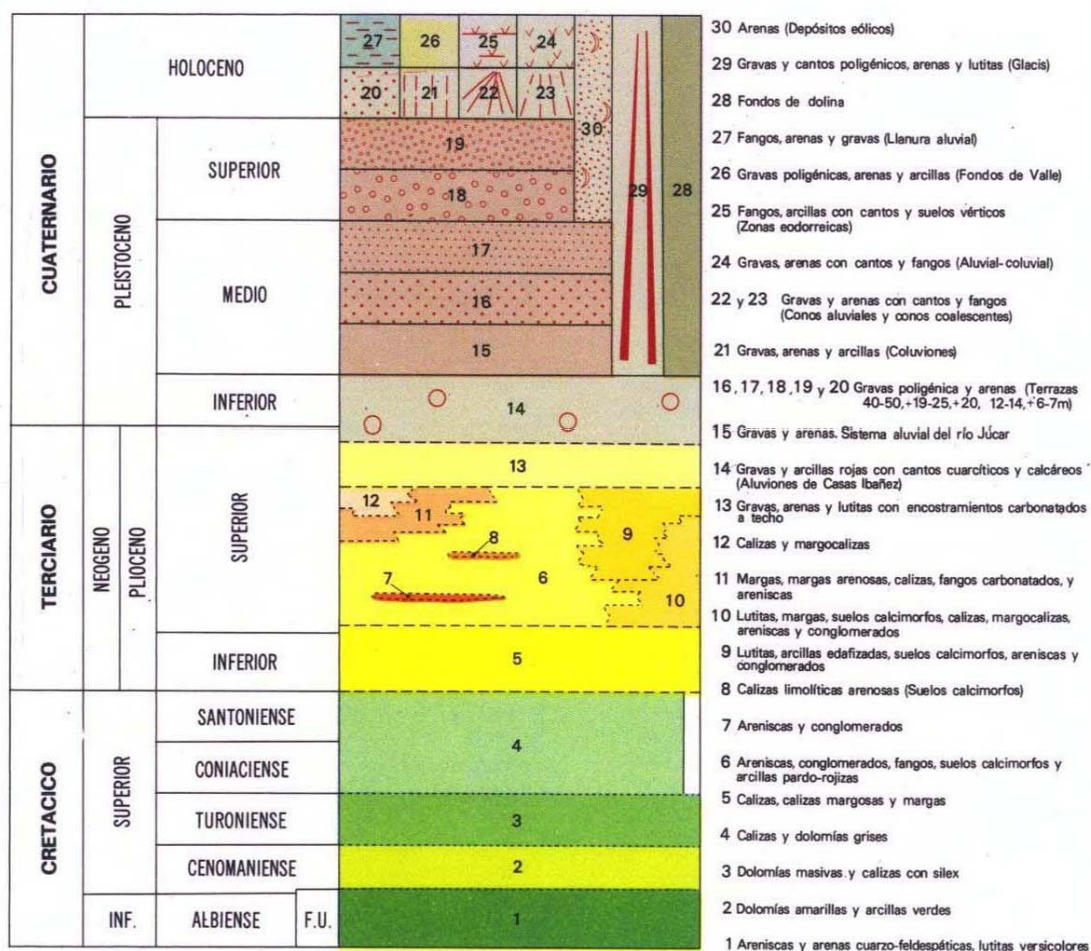 CUATERNARIO
TERCIARIO
CRETACICO
PLEISTOCENO
NEOGENO
PLIOCENO
SUPERIOR
INF.
HOLOCENO
SUPERIOR
MEDIO
INFERIOR
SUPERIOR
INFERIOR
SANTONIENSE
CONIACIENSE
TURONIENSE
CENOMANIENSE
ALBIENSE
F.U.
27 26 25 24
20 21 22 23
30
29
28
19
18
17
16
15
14
13
12
11
8
9
7
6
10
5
4
3
2
1
30 Arenas (Depósitos eólicos)
29 Gravas y cantos poligénicos, arenas y lutitas (Glacis)
28 Fondos de dolina
27 Fangos, arenas y gravas (Llanura aluvial)
26 Gravas poligénicas, arenas y arcillas (Fondos de Valle)
25 Fangos, arcillas con cantos y suelos vérticos
(Zonas eodorreicas)
24 Gravas, arenas con cantos y fangos (Aluvial-coluvial)
22 y 23 Gravas y arenas con cantos y fangos
(Conos aluviales y conos coalescentes)
21 Gravas, arenas y arcillas (Coluviones)
16, 17, 18, 19 y 20 Gravas poligénica y arenas (Terrazas
40-50,+19-25,+20, 12-14,+6-7m)
15 Gravas y arenas. Sistema aluvial del río Júcar
14 Gravas y arcillas rojas con cantos cuarcíticos y calcáreos
(Aluviones de Casas Ibañez)
13 Gravas, arenas y lutitas con encostramientos carbonatados
a techo
12 Calizas y margocalizas
11 Margas, margas arenosas, calizas, fangos carbonatados, y
areniscas
10 Lutitas, margas, suelos calcimorfos, calizas, margocalizas,
areniscas y conglomerados
9 Lutitas, arcillas edafizadas, suelos calcimorfos, areniscas y
conglomerados
8 Calizas limolíticas arenosas (Suelos calcimorfos)
7 Areniscas y conglomerados
6 Areniscas, conglomerados, fangos, suelos calcimorfos y
arcillas pardo-rojizas
5 Calizas, calizas margosas y margas
4 Calizas y dolomías grises
3 Dolomías masivas y calizas con silex
2 Dolomías amarillas y arcillas verdes
1 Areniscas y arenas cuarzo-feldespáticas, lutitas versicolores